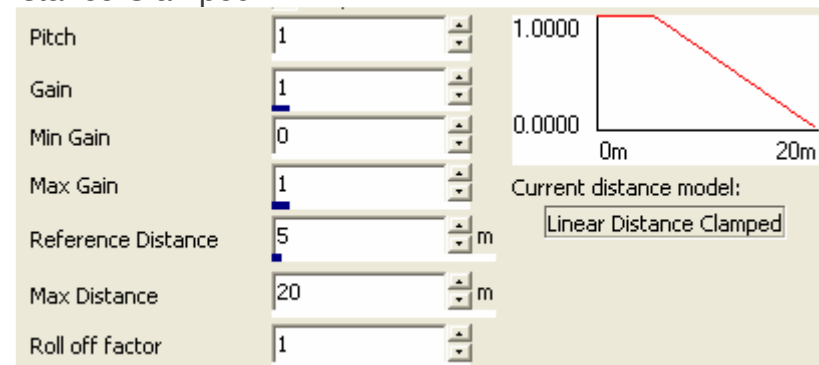 Pitch 1
Gain 1
Min Gain 0
Max Gain 1
Reference Distance 5 m
Max Distance 20 m
Roll off factor 1
1.0000
0.0000
0m 20m
Current distance model:
Linear Distance Clamped